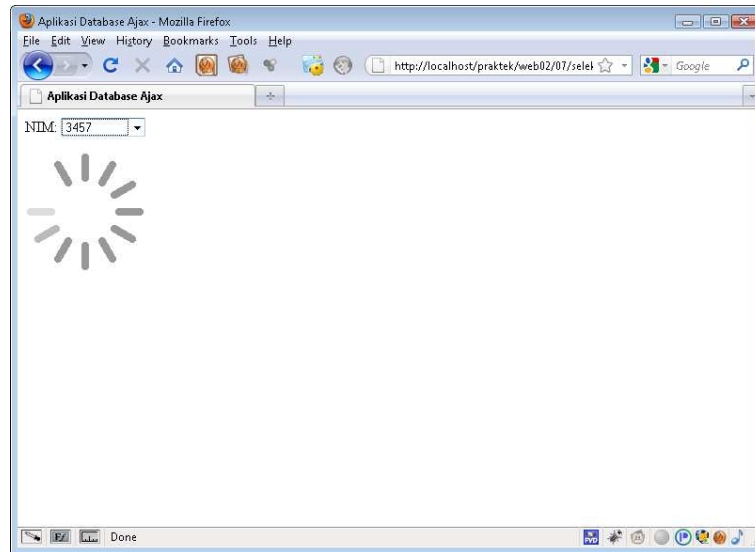 Aplikasi Database Ajax - Mozilla Firefox
File Edit View History Bookmarks Tools Help
http://localhost/praktek/web02/07/selek Google
Aplikasi Database Ajax
NIM: 3457
Done